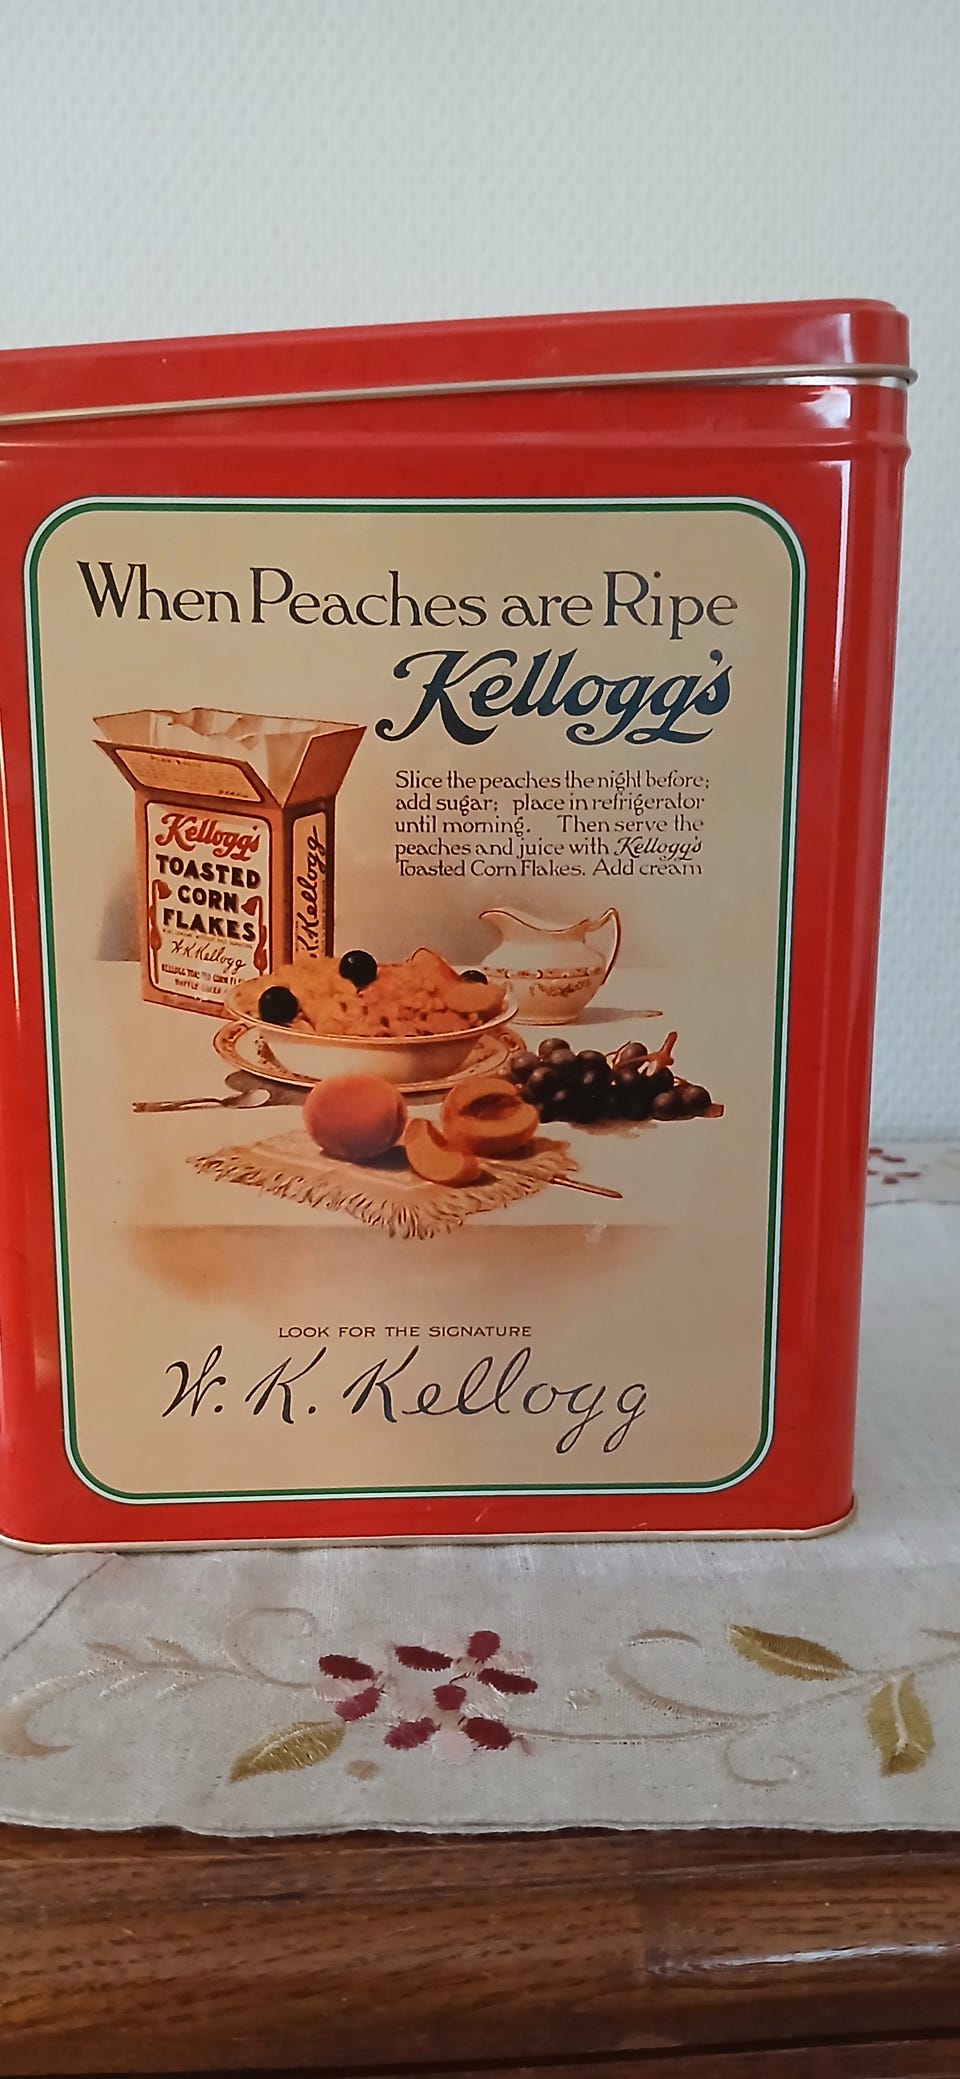 When Peaches are Ripe
Kellogg's
Slice the peaches the night before;
add sugar; place in refrigerator
until morning. Then serve the
peaches and juice with Kellogg's
Toasted Corn Flakes. Add cream
Kellogg's
TOASTED
CORN
FLAKES
W.K.Kellogg
W.K.Kellogg
LOOK FOR THE SIGNATURE
W. K. Kellogg